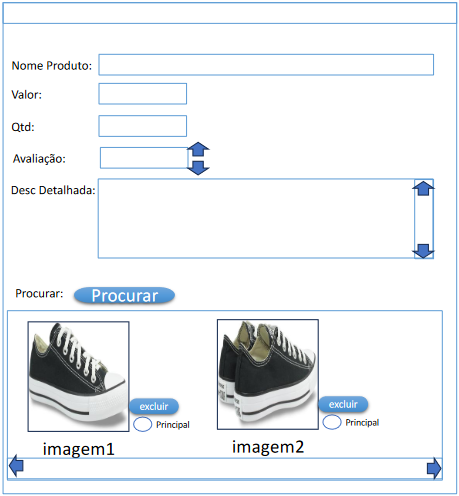 Nome Produto:
Valor:
Qtd:
Avaliação:
Desc Detalhada:
Procurar: Procurar
excluir
Principal
imagem1
excluir
Principal
imagem2